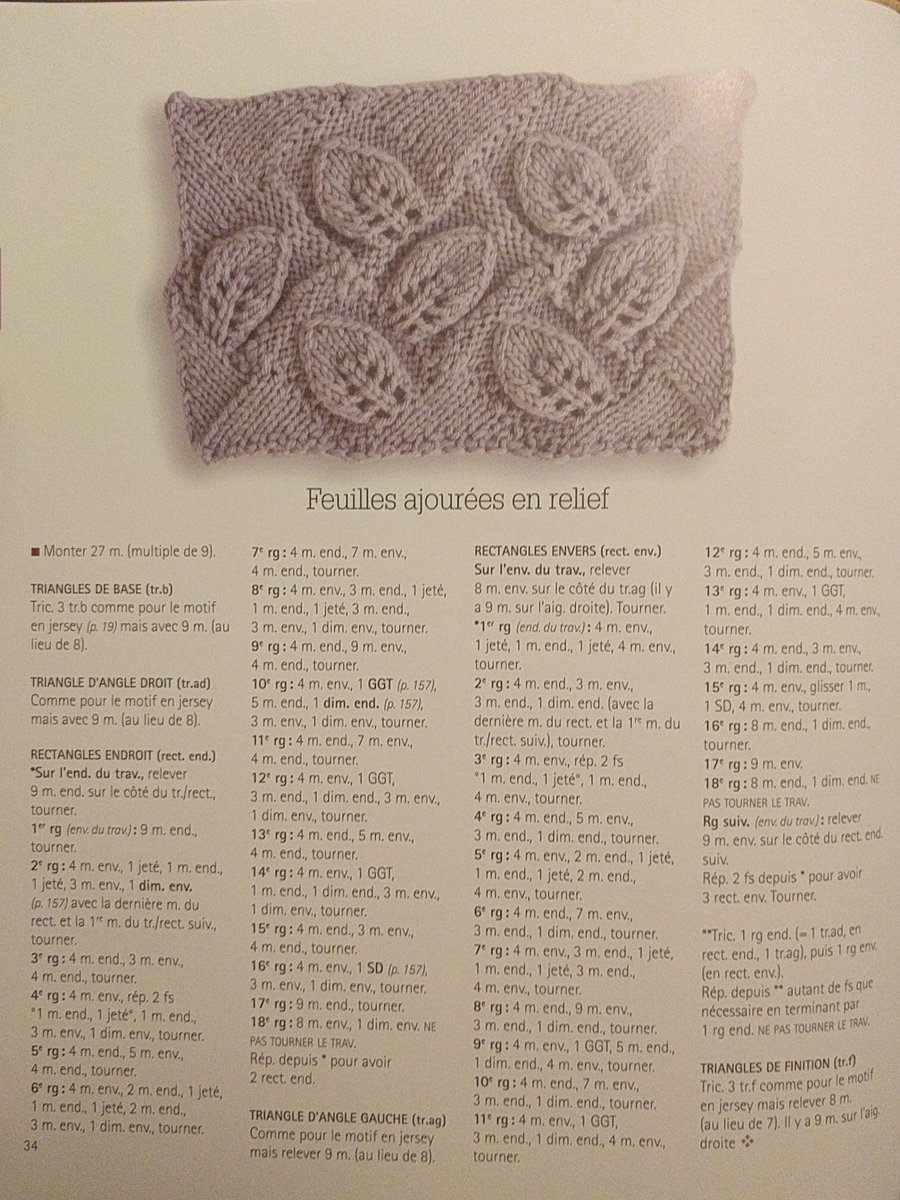 Feuilles ajourées en relief
■ Monter 27 m. (multiple de 9).
TRIANGLES DE BASE (tr.b)
Tric. 3 tr.b comme pour le motif
en jersey (p. 19) mais avec 9 m. (au
lieu de 8).
TRIANGLE D'ANGLE DROIT (tr.ad)
Comme pour le motif en jersey
mais avec 9 m. (au lieu de 8).
RECTANGLES ENDROIT (rect. end.)
*Sur l'end. du trav., relever
9 m. end. sur le côté du tr./rect.,
tourner.
1er rg (env. du trav.) : 9 m. end.,
tourner.
2e rg : 4 m. env., 1 jeté, 1 m. end.,
1 jeté, 3 m. env., 1 dim. env.
(p. 157) avec la dernière m. du
rect. et la 1re m. du tr./rect. suiv.,
tourner.
3e rg : 4 m. end., 3 m. env.,
4 m. end., tourner.
4e rg : 4 m. env., rép. 2 fs
°1 m. end., 1 jeté°, 1 m. end.,
3 m. env., 1 dim. env., tourner.
5e rg : 4 m. end., 5 m. env.,
4 m. end., tourner.
6e rg : 4 m. env., 2 m. end., 1 jeté,
1 m. end., 1 jeté, 2 m. end.,
3 m. env., 1 dim. env., tourner.
34
7e rg : 4 m. end., 7 m. env.,
4 m. end., tourner.
8e rg : 4 m. env., 3 m. end., 1 jeté,
1 m. end., 1 jeté, 3 m. end.,
3 m. env., 1 dim. env., tourner.
9e rg : 4 m. end., 9 m. env.,
4 m. end., tourner.
10e rg : 4 m. env., 1 GGT (p. 157),
5 m. end., 1 dim. end. (p. 157),
3 m. env., 1 dim. env., tourner.
11e rg : 4 m. end., 7 m. env.,
4 m. end., tourner.
12e rg : 4 m. env., 1 GGT,
3 m. end., 1 dim. end., 3 m. env.,
1 dim. env., tourner.
13e rg : 4 m. end., 5 m. env.,
4 m. end., tourner.
14e rg : 4 m. env., 1 GGT,
1 m. end., 1 dim. end., 3 m. env.,
1 dim. env., tourner.
15e rg : 4 m. end., 3 m. env.,
4 m. end., tourner.
16e rg : 4 m. env., 1 SD (p. 157),
3 m. env., 1 dim. env., tourner.
17e rg : 9 m. end., tourner.
18e rg : 8 m. env., 1 dim. env. NE
PAS TOURNER LE TRAV.
Rép. depuis * pour avoir
2 rect. end.
TRIANGLE D'ANGLE GAUCHE (tr.ag)
Comme pour le motif en jersey
mais relever 9 m. (au lieu de 8).
RECTANGLES ENVERS (rect. env.)
Sur l'env. du trav., relever
8 m. env. sur le côté du tr.ag (il y
a 9 m. sur l'aig. droite). Tourner.
*1er rg (end. du trav.) : 4 m. env.,
1 jeté, 1 m. end., 1 jeté, 4 m. env.,
tourner.
2e rg : 4 m. end., 3 m. env.,
3 m. end., 1 dim. end. (avec la
dernière m. du rect. et la 1re m. du
tr./rect. suiv.), tourner.
3e rg : 4 m. env., rép. 2 fs
°1 m. end., 1 jeté°, 1 m. end.,
4 m. env., tourner.
4e rg : 4 m. end., 5 m. env.,
3 m. end., 1 dim. end., tourner.
5e rg : 4 m. env., 2 m. end., 1 jeté,
1 m. end., 1 jeté, 2 m. end.,
4 m. env., tourner.
6e rg : 4 m. end., 7 m. env.,
3 m. end., 1 dim. end., tourner.
7e rg : 4 m. env., 3 m. end., 1 jeté,
1 m. end., 1 jeté, 3 m. end.,
4 m. env., tourner.
8e rg : 4 m. end., 9 m. env.,
3 m. end., 1 dim. end., tourner.
9e rg : 4 m. env., 1 GGT, 5 m. end.,
1 dim. end., 4 m. env., tourner.
10e rg : 4 m. end., 7 m. env.,
3 m. end., 1 dim. end., tourner.
11e rg : 4 m. env., 1 GGT,
3 m. end., 1 dim. end., 4 m. env.,
tourner.
12e rg : 4 m. end., 5 m. env.,
3 m. end., 1 dim. end., tourner.
13e rg : 4 m. env., 1 GGT,
1 m. end., 1 dim. end., 4 m. env.,
tourner.
14e rg : 4 m. end., 3 m. env.,
3 m. end., 1 dim. end., tourner.
15e rg : 4 m. env., glisser 1 m.,
1 SD, 4 m. env., tourner.
16e rg : 8 m. end., 1 dim. end.,
tourner.
17e rg : 9 m. env.
18e rg : 8 m. end., 1 dim. end. NE
PAS TOURNER LE TRAV.
Rg suiv. (env. du trav.) : relever
9 m. env. sur le côté du rect. end.
suiv.
Rép. 2 fs depuis * pour avoir
3 rect. env. Tourner.
**Tric. 1 rg end. (= 1 tr.ad, en
rect. end., 1 tr.ag), puis 1 rg env.
(en rect. env.).
Rép. depuis ** autant de fs que
nécessaire en terminant par
1 rg end. NE PAS TOURNER LE TRAV.
TRIANGLES DE FINITION (tr.f)
Tric. 3 tr.f comme pour le motif
en jersey mais relever 8 m.
(au lieu de 7). Il y a 9 m. sur l'aig.
droite ❖